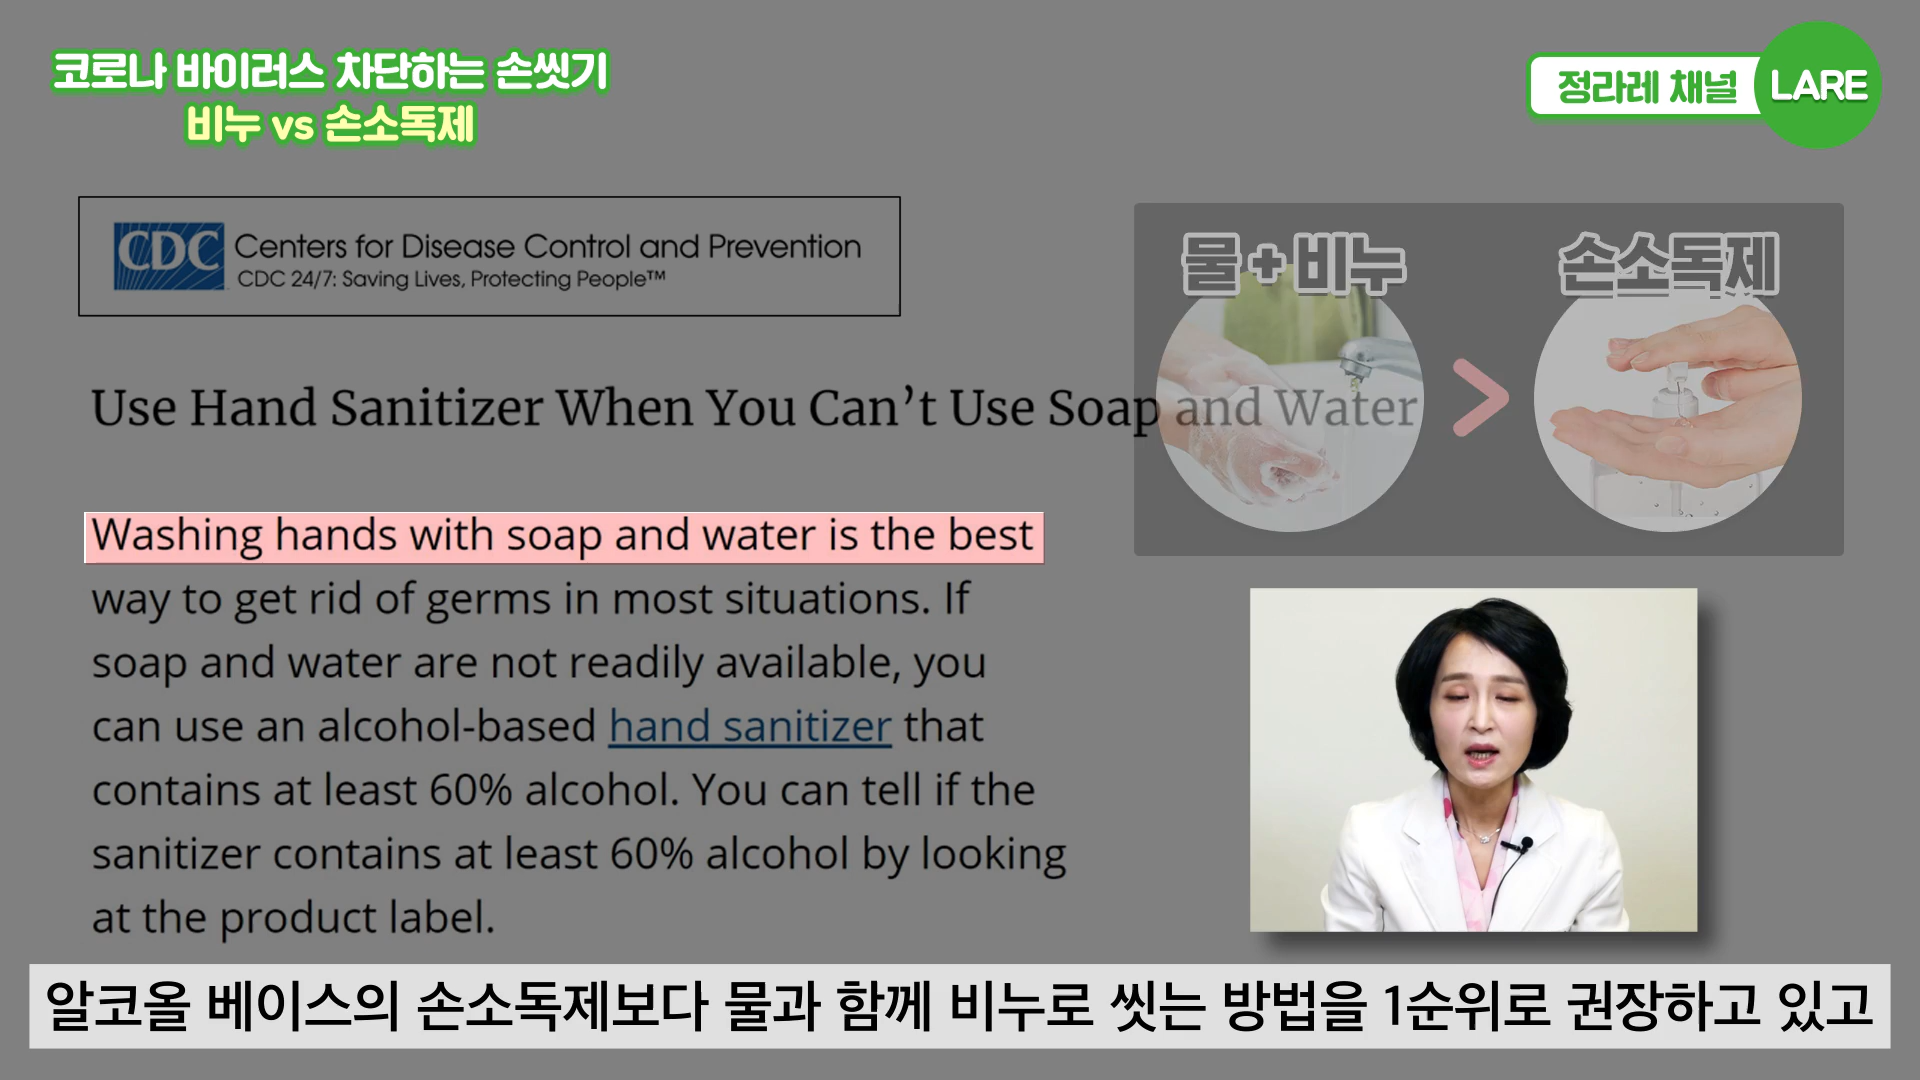 코로나 바이러스 차단하는 손씻기
비누 vs 손소독제
정라레 채널 LARE
CDC Centers for Disease Control and Prevention
CDC 24/7: Saving Lives, Protecting People™
물+비누
손소독제
>
Use Hand Sanitizer When You Can’t Use Soap and Water
Washing hands with soap and water is the best
way to get rid of germs in most situations. If
soap and water are not readily available, you
can use an alcohol-based hand sanitizer that
contains at least 60% alcohol. You can tell if the
sanitizer contains at least 60% alcohol by looking
at the product label.
알코올 베이스의 손소독제보다 물과 함께 비누로 씻는 방법을 1순위로 권장하고 있고